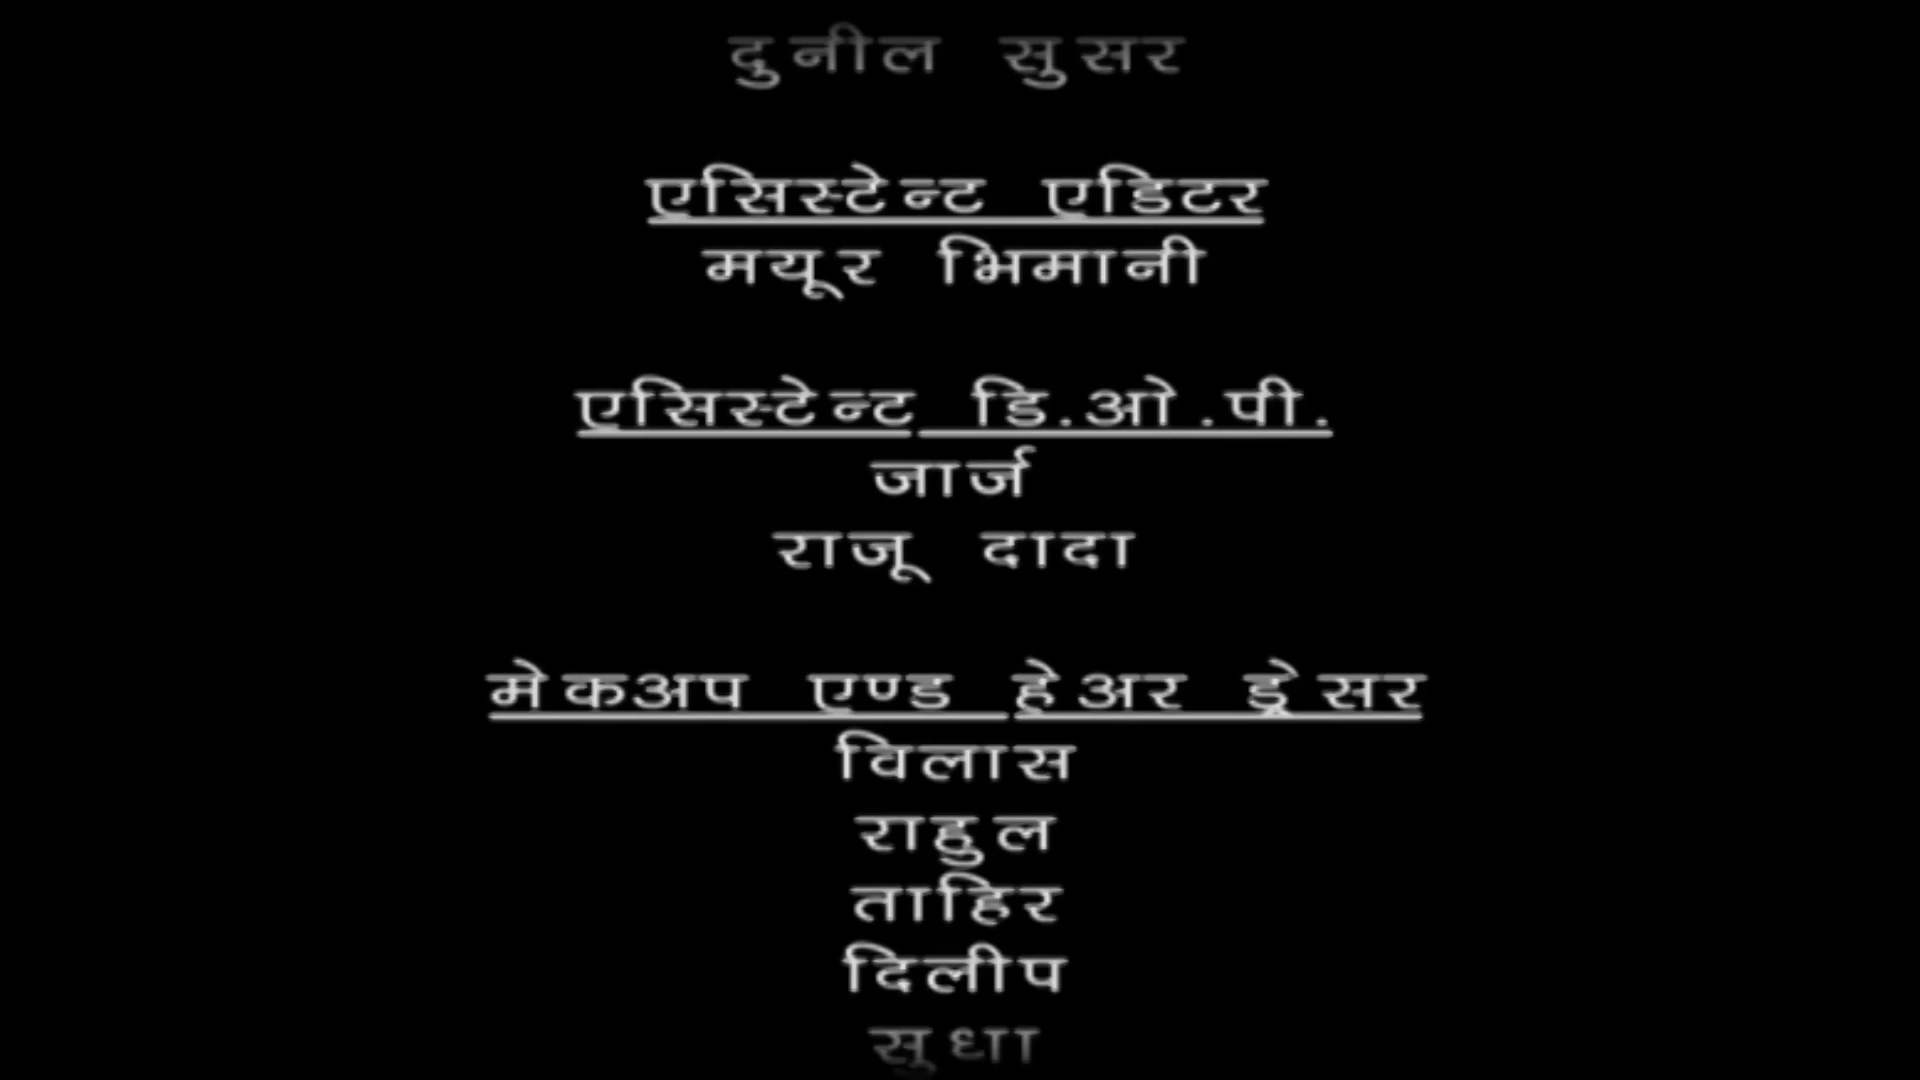 दुनील सुसर
एसिस्टेन्ट एडिटर
मयूर भिमानी
एसिस्टेन्ट डि.ओ.पी.
जार्ज
राजू दादा
मेकअप एण्ड हेअर ड्रेसर
विलास
राहुल
ताहिर
दिलीप
सुधा